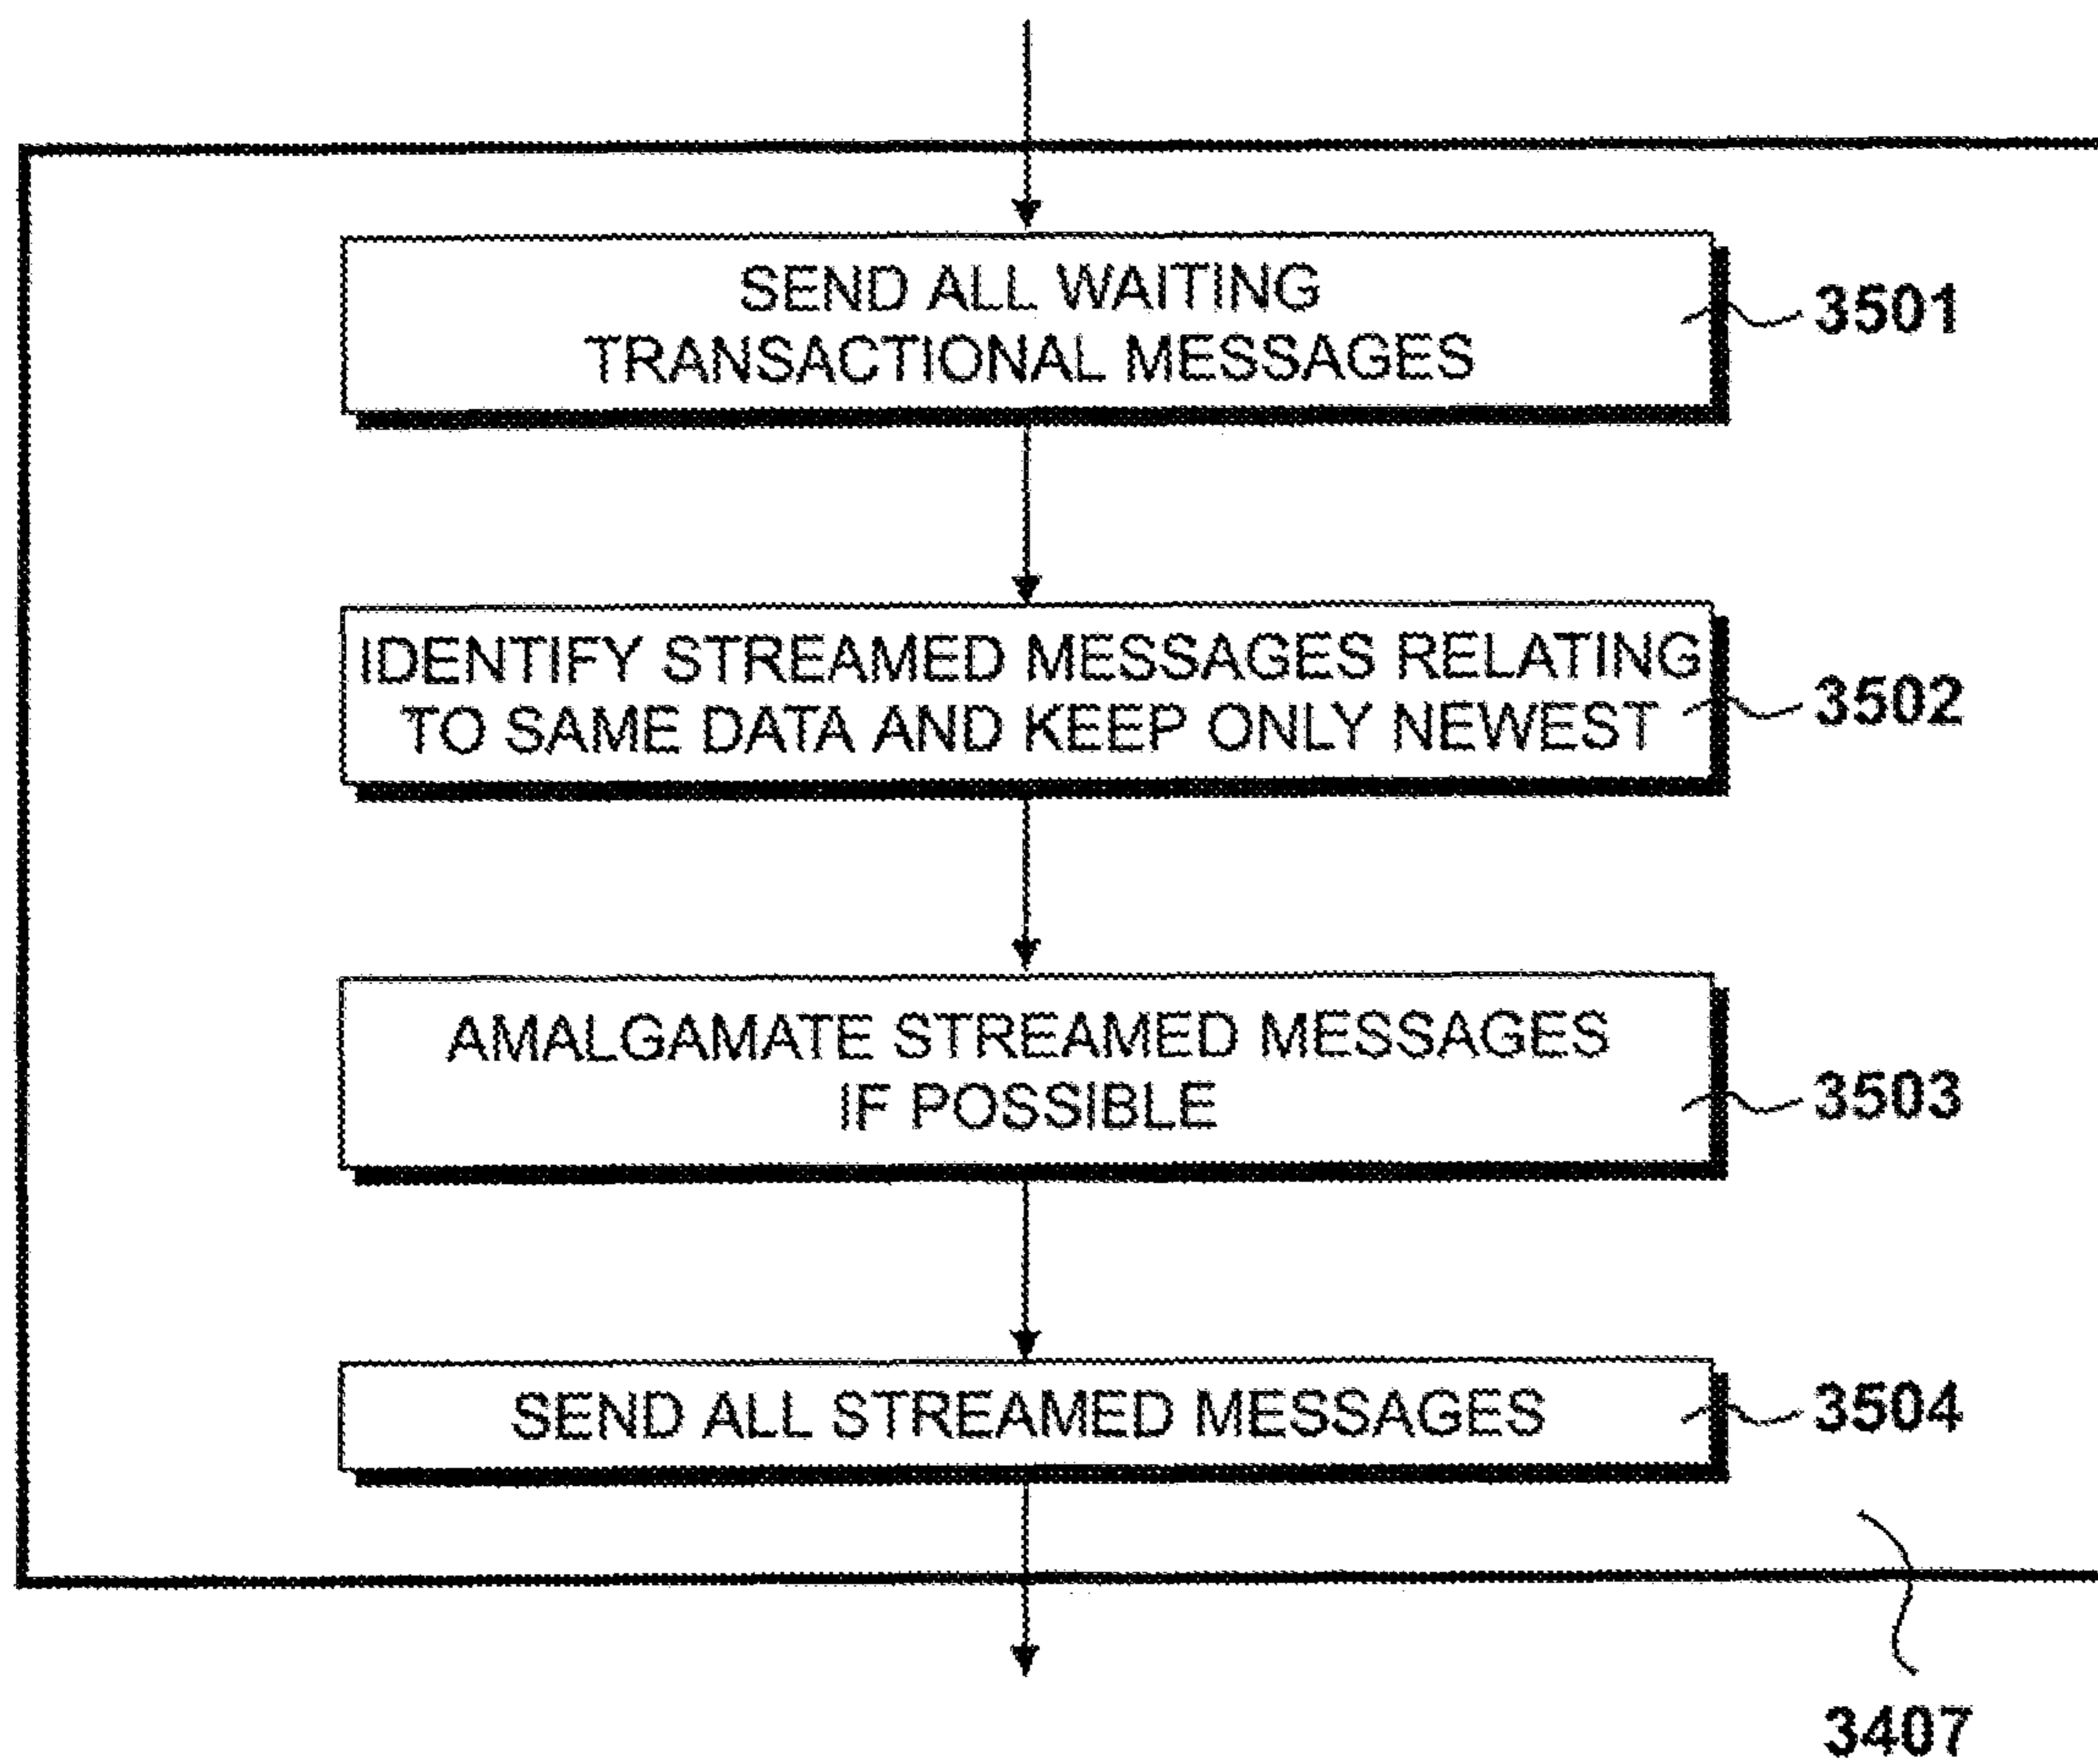 SEND ALL WAITING
TRANSACTIONAL MESSAGES
3501
IDENTIFY STREAMED MESSAGES RELATING
TO SAME DATA AND KEEP ONLY NEWEST
3502
AMALGAMATE STREAMED MESSAGES
IF POSSIBLE
3503
SEND ALL STREAMED MESSAGES
3504
3407